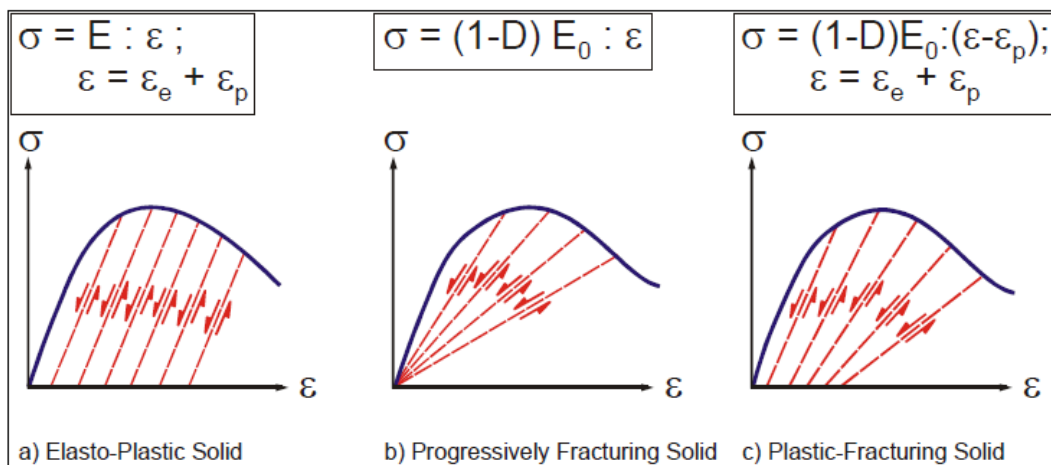 σ = E : ε ;
ε = εₑ + εₚ
σ = (1-D) E₀ : ε
σ = (1-D)E₀:(ε-εₚ);
ε = εₑ + εₚ
σ
ε
σ
ε
σ
ε
a) Elasto-Plastic Solid
b) Progressively Fracturing Solid
c) Plastic-Fracturing Solid